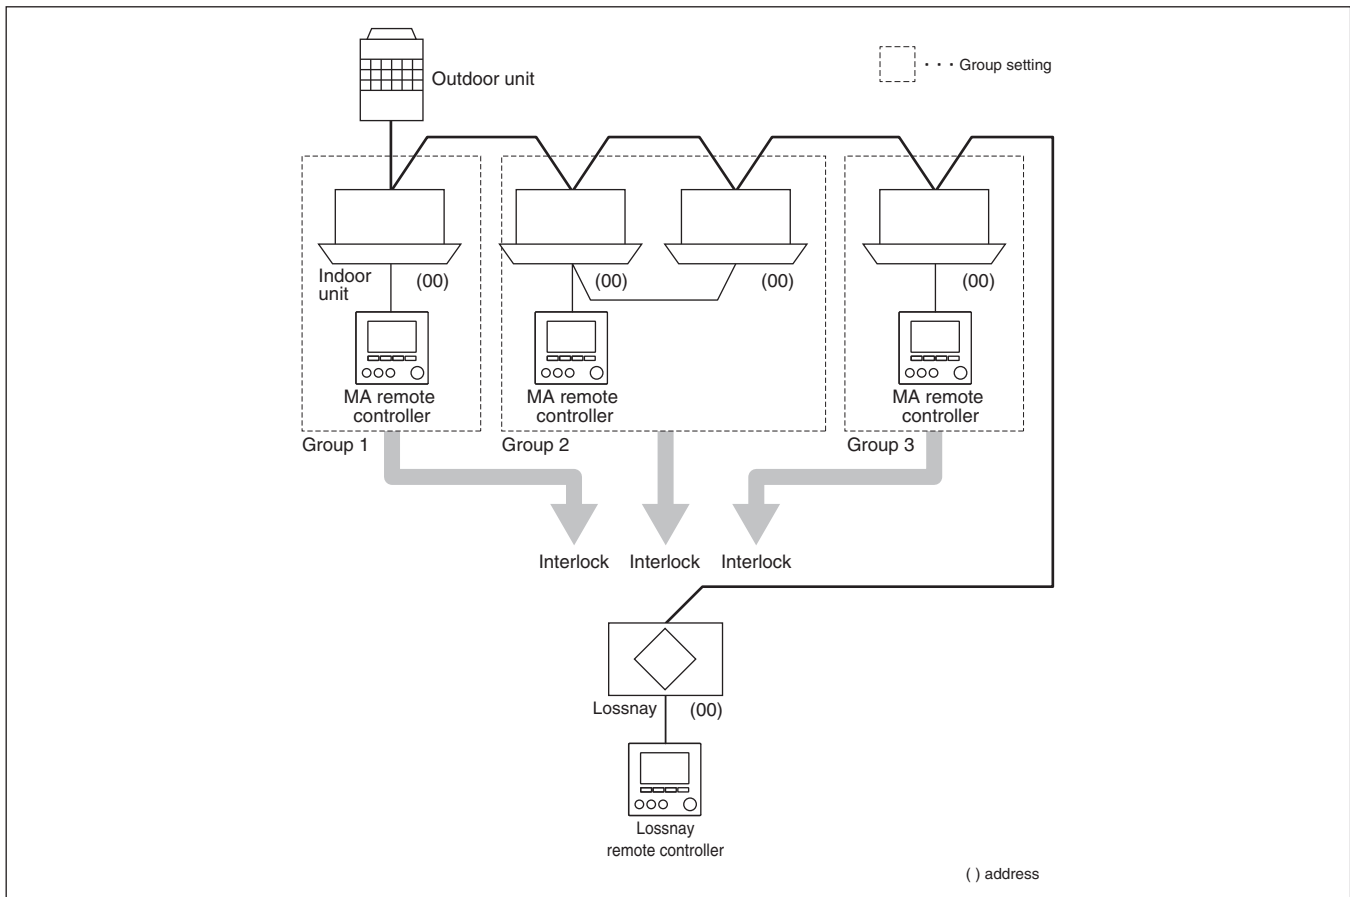 Outdoor unit
· · · Group setting
Indoor
unit
(00)
(00)
(00)
(00)
MA remote
controller
MA remote
controller
MA remote
controller
Group 1
Group 2
Group 3
Interlock
Interlock
Interlock
Lossnay
(00)
Lossnay
remote controller
( ) address